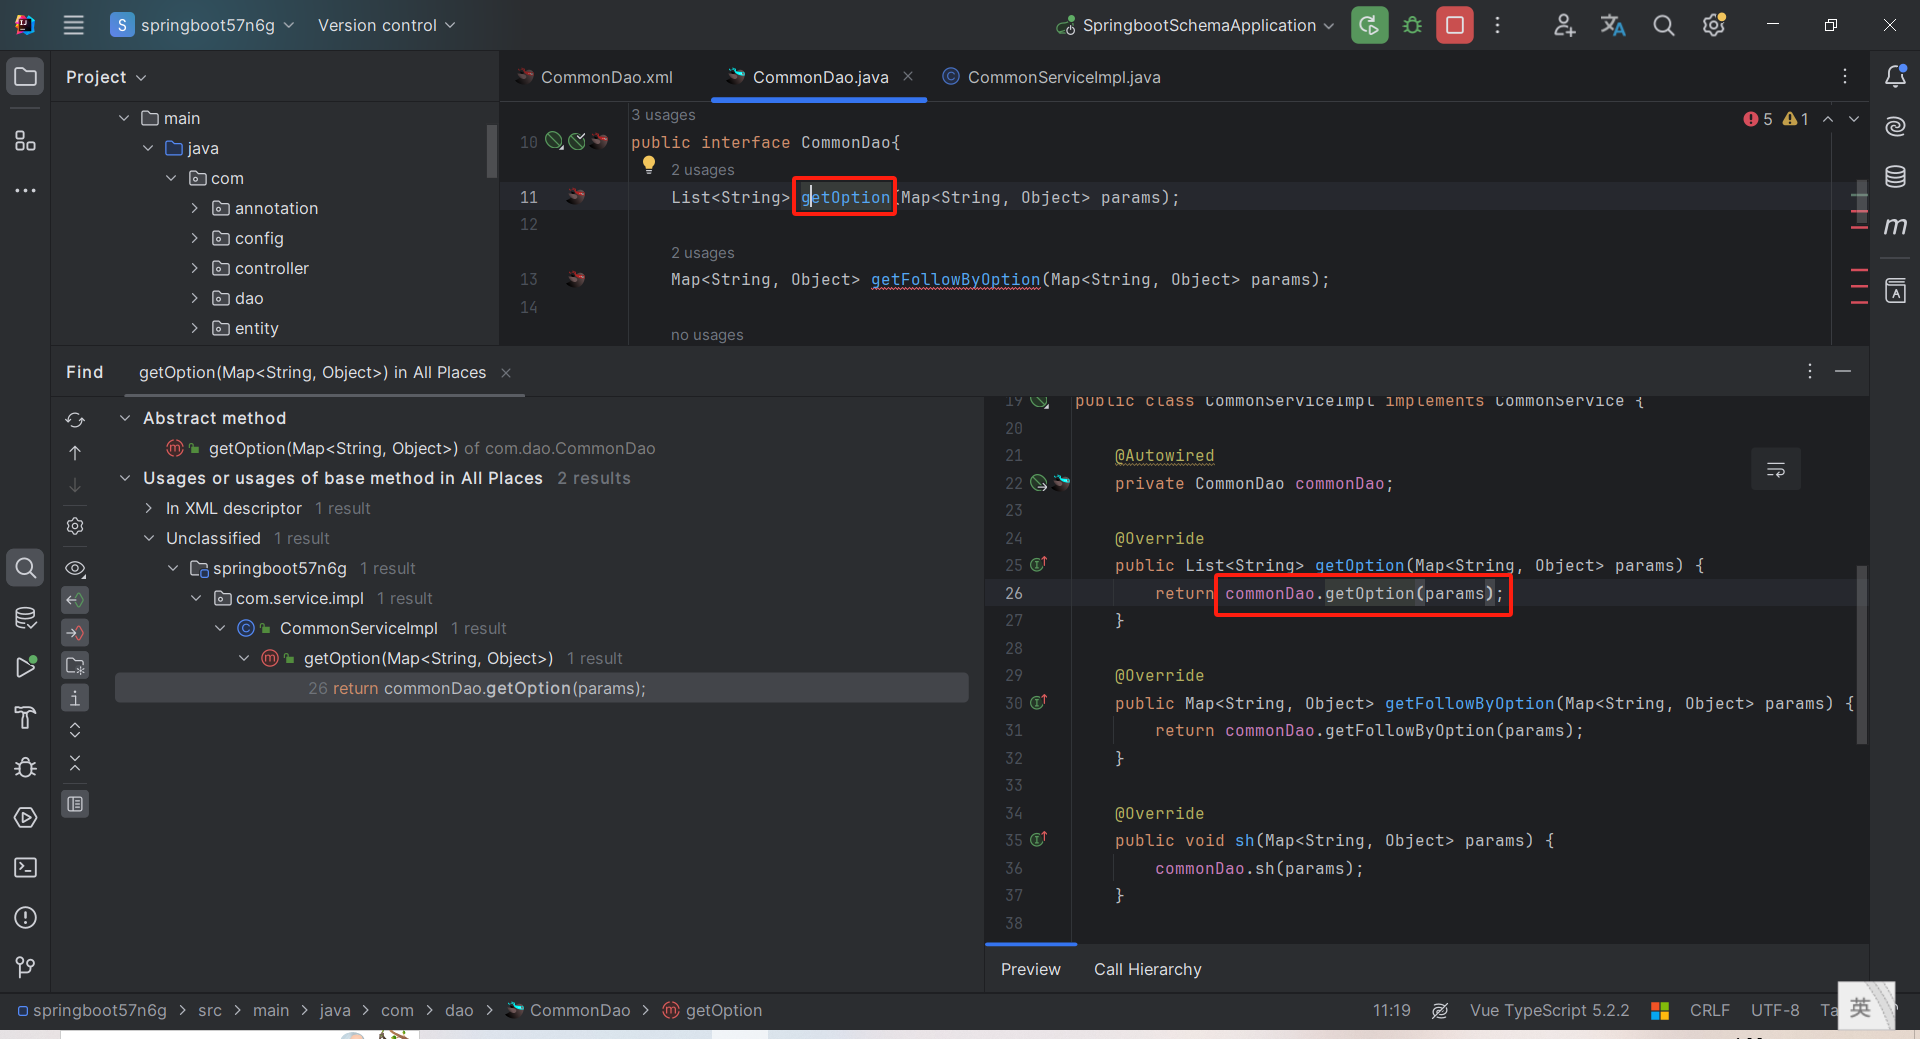 S springboot57n6g Version control SpringbootSchemaApplication
Project
main
java
com
annotation
config
controller
dao
entity
CommonDao.xml CommonDao.java CommonServiceImpl.java
3 usages
10 public interface CommonDao{ 5 1
2 usages
11 List<String> getOption(Map<String, Object> params);
12
2 usages
13 Map<String, Object> getFollowByOption(Map<String, Object> params);
14
no usages
Find getOption(Map<String, Object>) in All Places
Abstract method
getOption(Map<String, Object>) of com.dao.CommonDao
Usages or usages of base method in All Places 2 results
In XML descriptor 1 result
Unclassified 1 result
springboot57n6g 1 result
com.service.impl 1 result
CommonServiceImpl 1 result
getOption(Map<String, Object>) 1 result
26 return commonDao.getOption(params);
19 public class CommonServiceImpl implements CommonService {
20
21 @Autowired
22 private CommonDao commonDao;
23
24 @Override
25 public List<String> getOption(Map<String, Object> params) {
26 return commonDao.getOption(params);
27 }
28
29 @Override
30 public Map<String, Object> getFollowByOption(Map<String, Object> params) {
31 return commonDao.getFollowByOption(params);
32 }
33
34 @Override
35 public void sh(Map<String, Object> params) {
36 commonDao.sh(params);
37 }
38
Preview Call Hierarchy
springboot57n6g > src > main > java > com > dao > CommonDao > getOption 11:19 Vue TypeScript 5.2.2 CRLF UTF-8 Ta 英